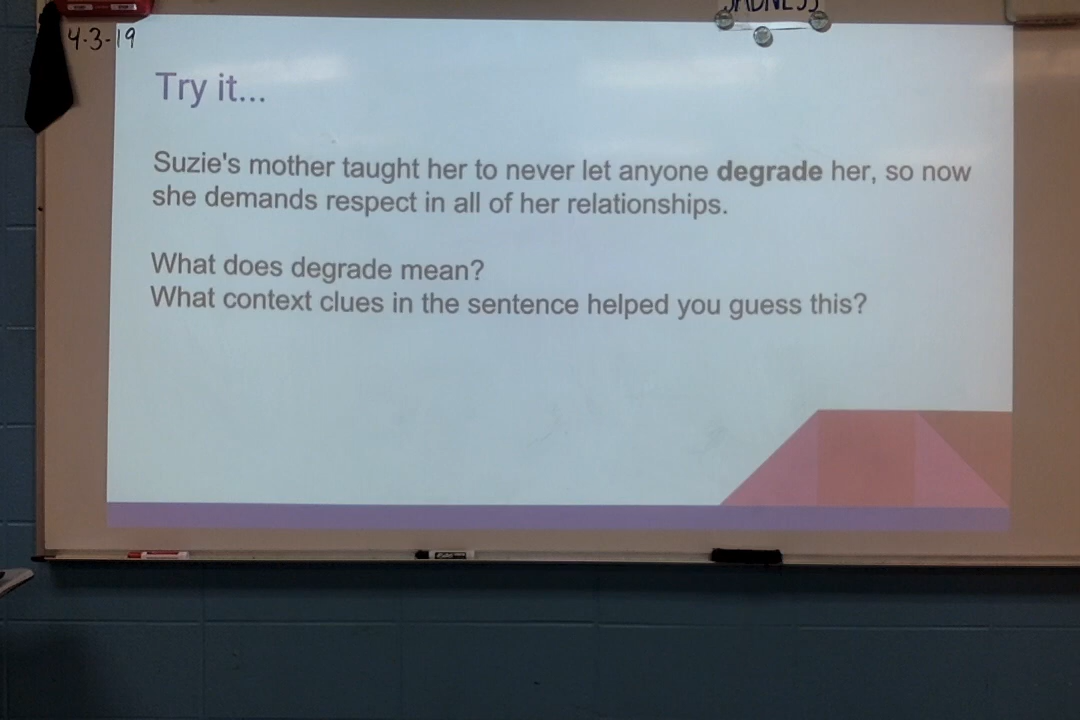 SADNESS
4-3-19
Try it...
Suzie's mother taught her to never let anyone degrade her, so now
she demands respect in all of her relationships.
What does degrade mean?
What context clues in the sentence helped you guess this?